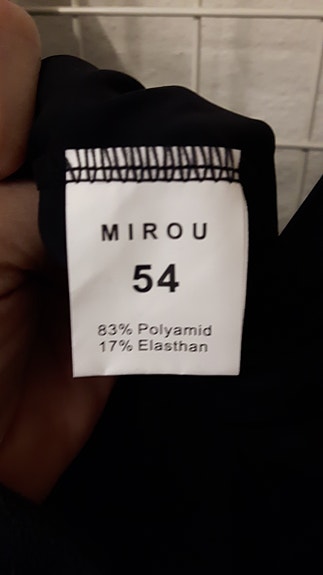 MIROU
54
83% Polyamid
17% Elasthan